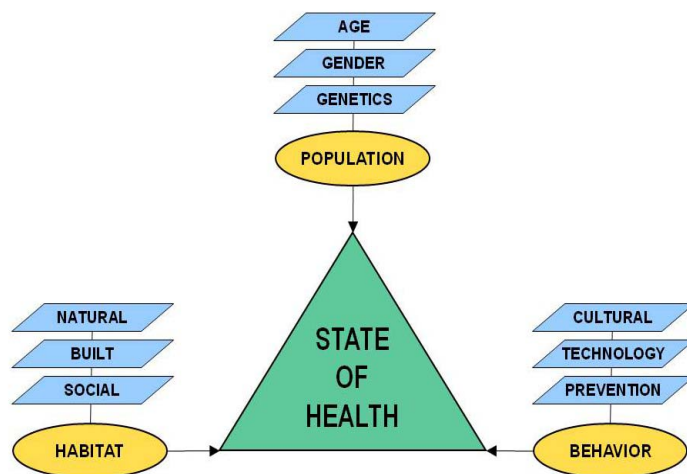 AGE
GENDER
GENETICS
POPULATION
NATURAL
BUILT
SOCIAL
HABITAT
STATE
OF
HEALTH
CULTURAL
TECHNOLOGY
PREVENTION
BEHAVIOR